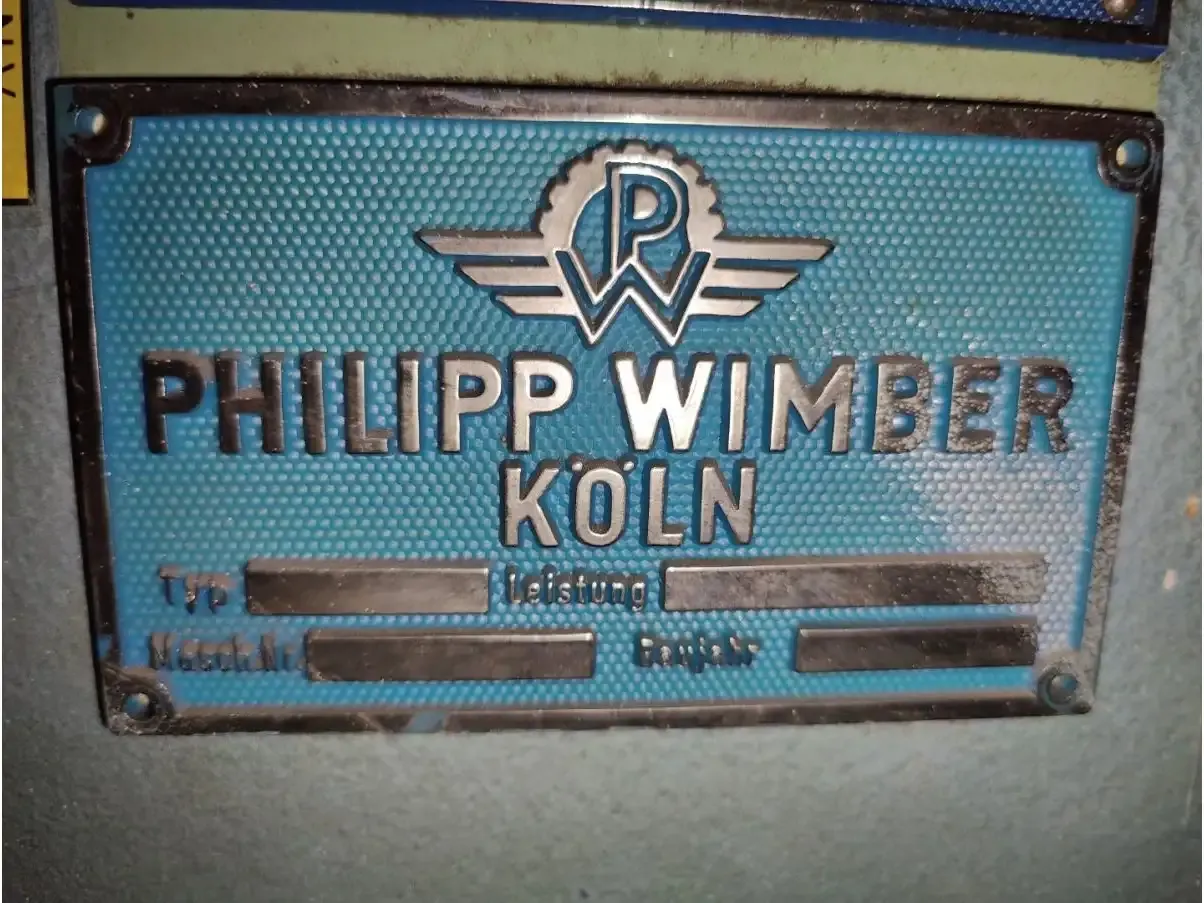 PW
PHILIPP WIMBER
KÖLN
Typ Leistung
Masch.Nr. Baujahr